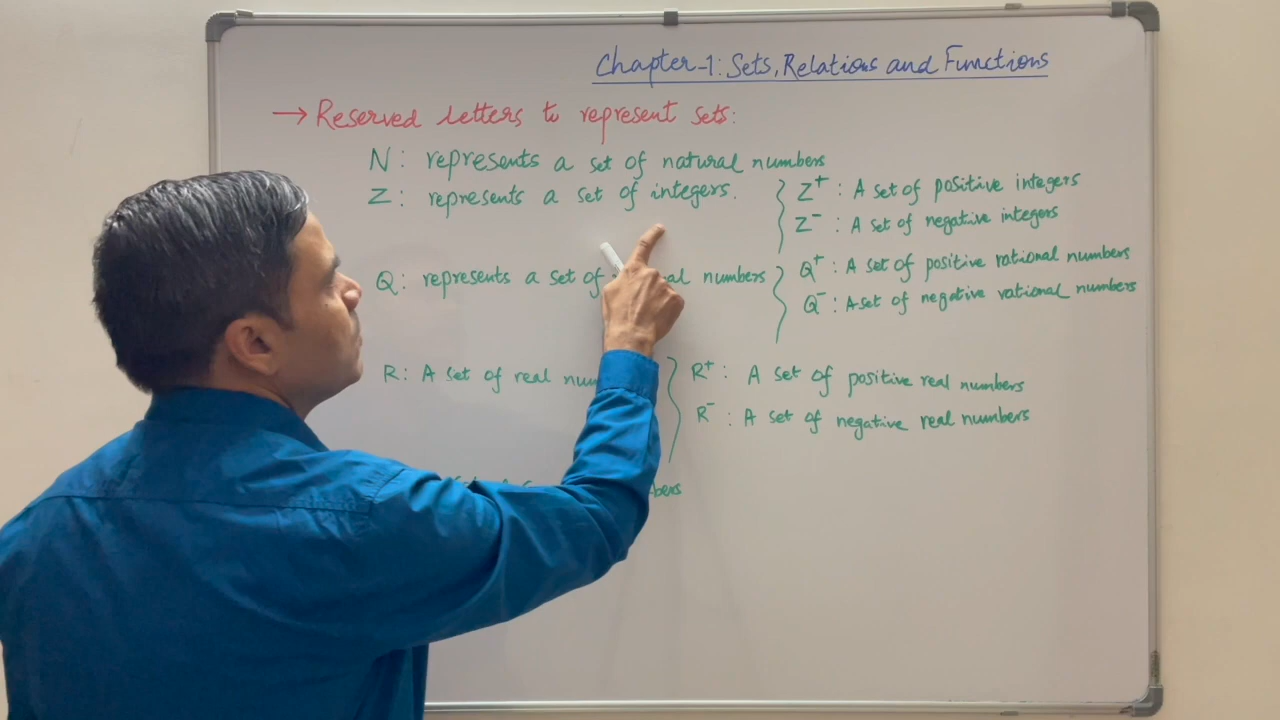 Chapter-1: Sets, Relations and Functions
→ Reserved letters to represent sets:
N: represents a set of natural numbers
Z: represents a set of integers.
Z⁺ : A set of positive integers
Z⁻ : A set of negative integers
Q: represents a set of numbers
Q⁺ : A set of positive rational numbers
Q⁻ : A set of negative rational numbers
R: A set of real
R⁺ : A set of positive real numbers
R⁻ : A set of negative real numbers